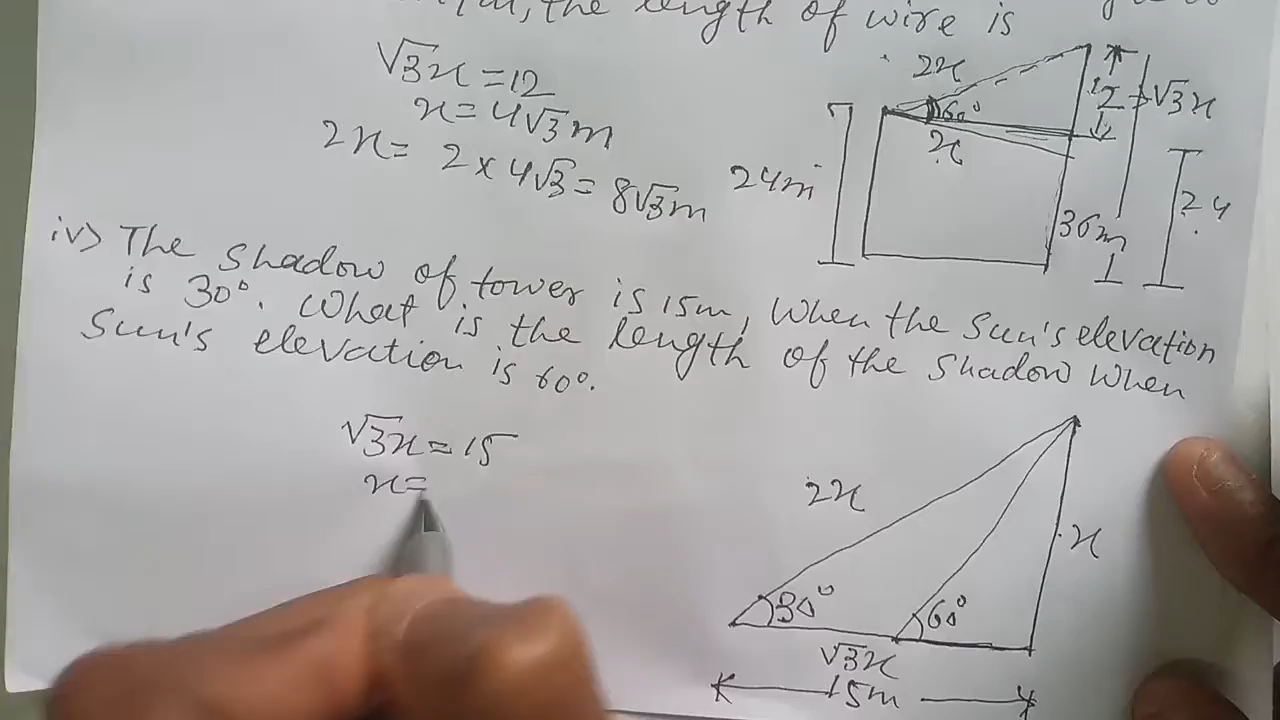 the length of wire is
√3x = 12
x = 4√3 m
2x = 2 × 4√3 = 8√3 m
2x
60°
x
12
√3x
24m
36m
24
iv) The shadow of tower is 15m, When the Sun's elevation
is 30°. What is the length of the shadow When
Sun's elevation is 60°.
√3x = 15
x =
2x
x
30°
60°
√3x
15m